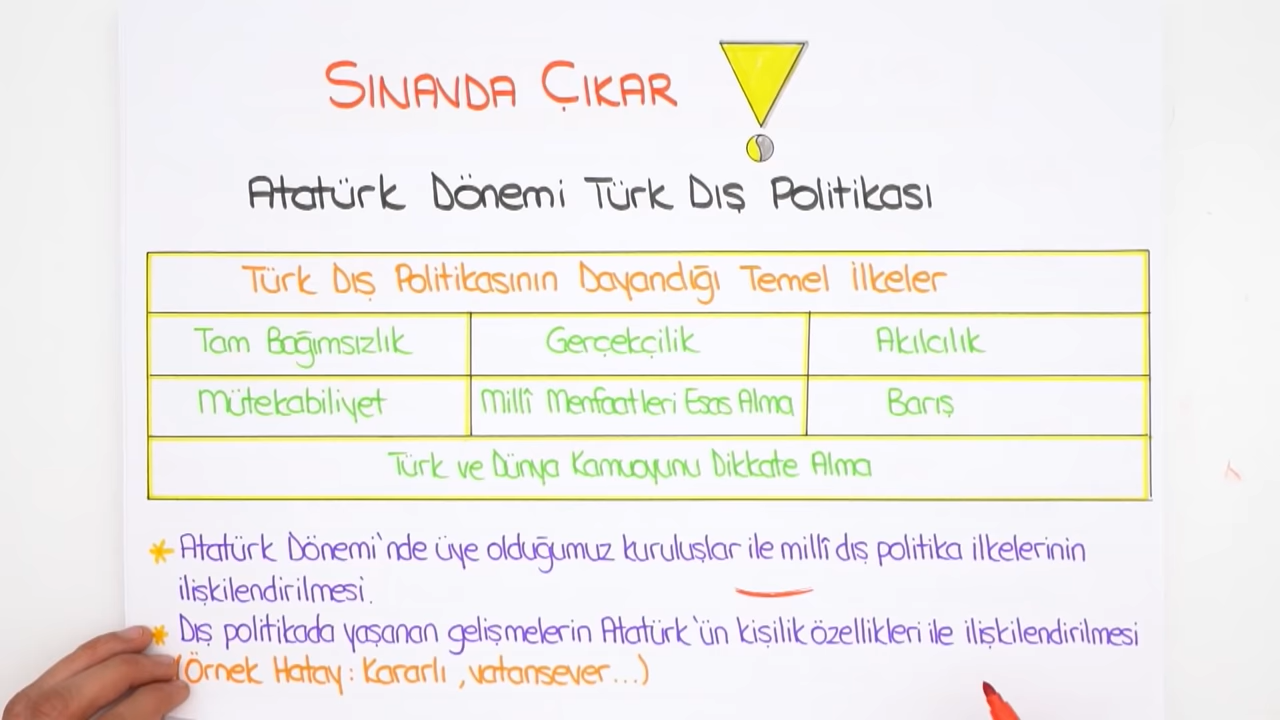 SINAVDA ÇIKAR
Atatürk Dönemi Türk Dış Politikası
Türk Dış Politikasının Dayandığı Temel İlkeler
Tam Bağımsızlık Gerçekçilik Akılcılık
Mütekabiliyet Millî Menfaatleri Esas Alma Barış
Türk ve Dünya Kamuoyunu Dikkate Alma
* Atatürk Dönemi'nde üye olduğumuz kuruluşlar ile millî dış politika ilkelerinin
ilişkilendirilmesi.
* Dış politikada yaşanan gelişmelerin Atatürk'ün kişilik özellikleri ile ilişkilendirilmesi
(Örnek Hatay: Kararlı, vatansever...)